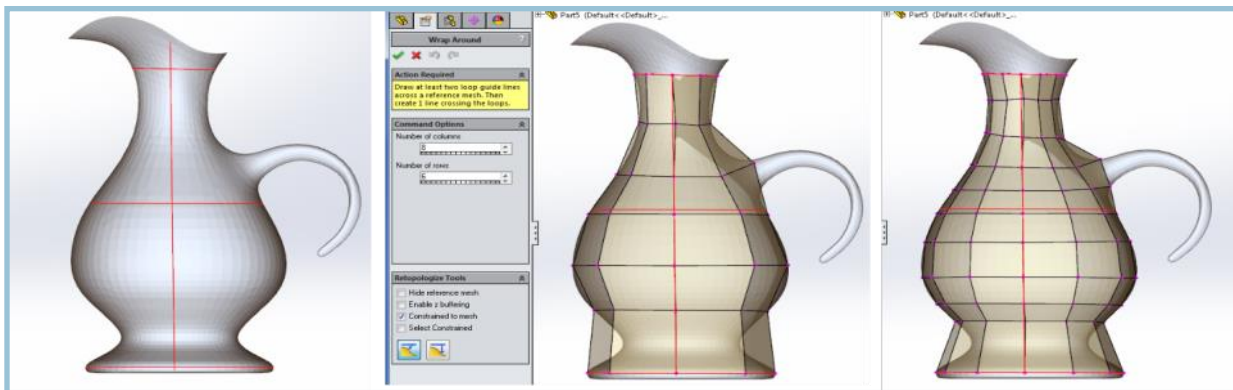 Wrap Around
?
Action Required
Draw at least two loop guide lines
across a reference mesh. Then
create 1 line crossing the loops.
Command Options
Number of columns
8
Number of rows
6
Retopologize Tools
Hide reference mesh
Enable z buffering
Constrained to mesh
Select Constrained
Part5 (Default<<Default>_...
Part5 (Default<<Default>_...